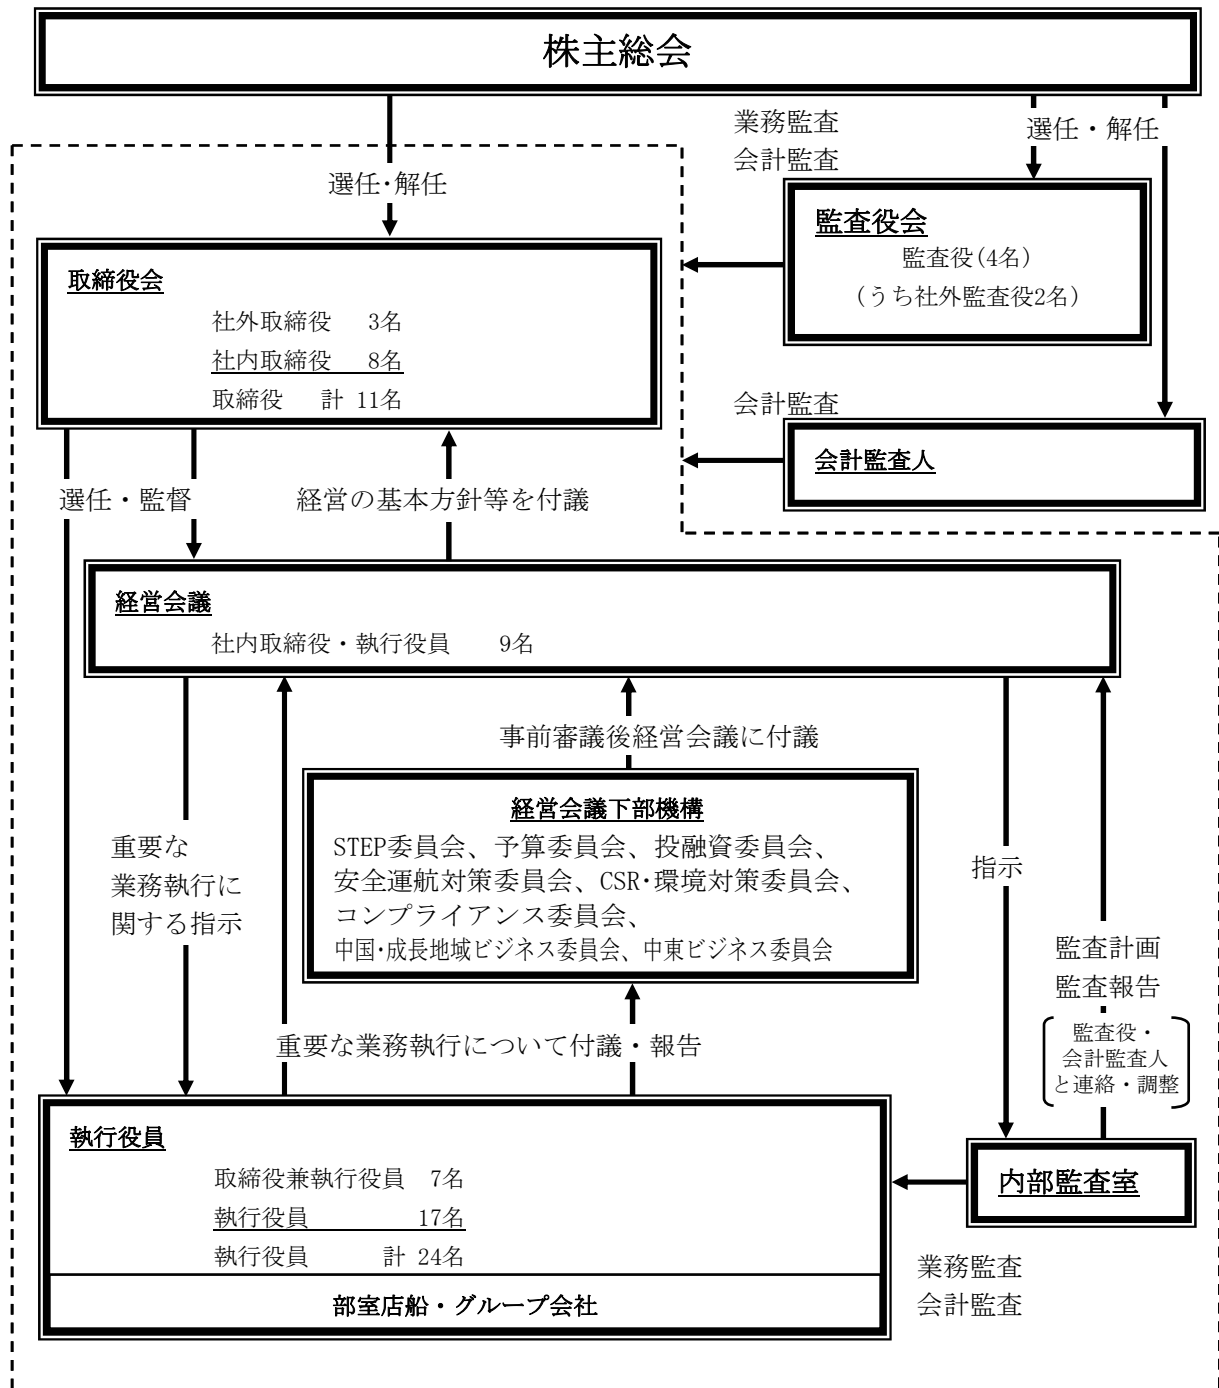 株主総会
選任･解任
業務監査
会計監査
選任・解任
監査役会
監査役(4名)
(うち社外監査役2名)
取締役会
社外取締役 3名
社内取締役 8名
取締役 計 11名
会計監査
会計監査人
選任・監督
経営の基本方針等を付議
経営会議
社内取締役・執行役員 9名
事前審議後経営会議に付議
経営会議下部機構
STEP委員会、予算委員会、投融資委員会、
安全運航対策委員会、CSR･環境対策委員会、
コンプライアンス委員会、
中国･成長地域ビジネス委員会、中東ビジネス委員会
重要な
業務執行に
関する指示
指示
監査計画
監査報告
監査役・
会計監査人
と連絡・調整
重要な業務執行について付議・報告
執行役員
取締役兼執行役員 7名
執行役員 17名
執行役員 計 24名
部室店船・グループ会社
内部監査室
業務監査
会計監査